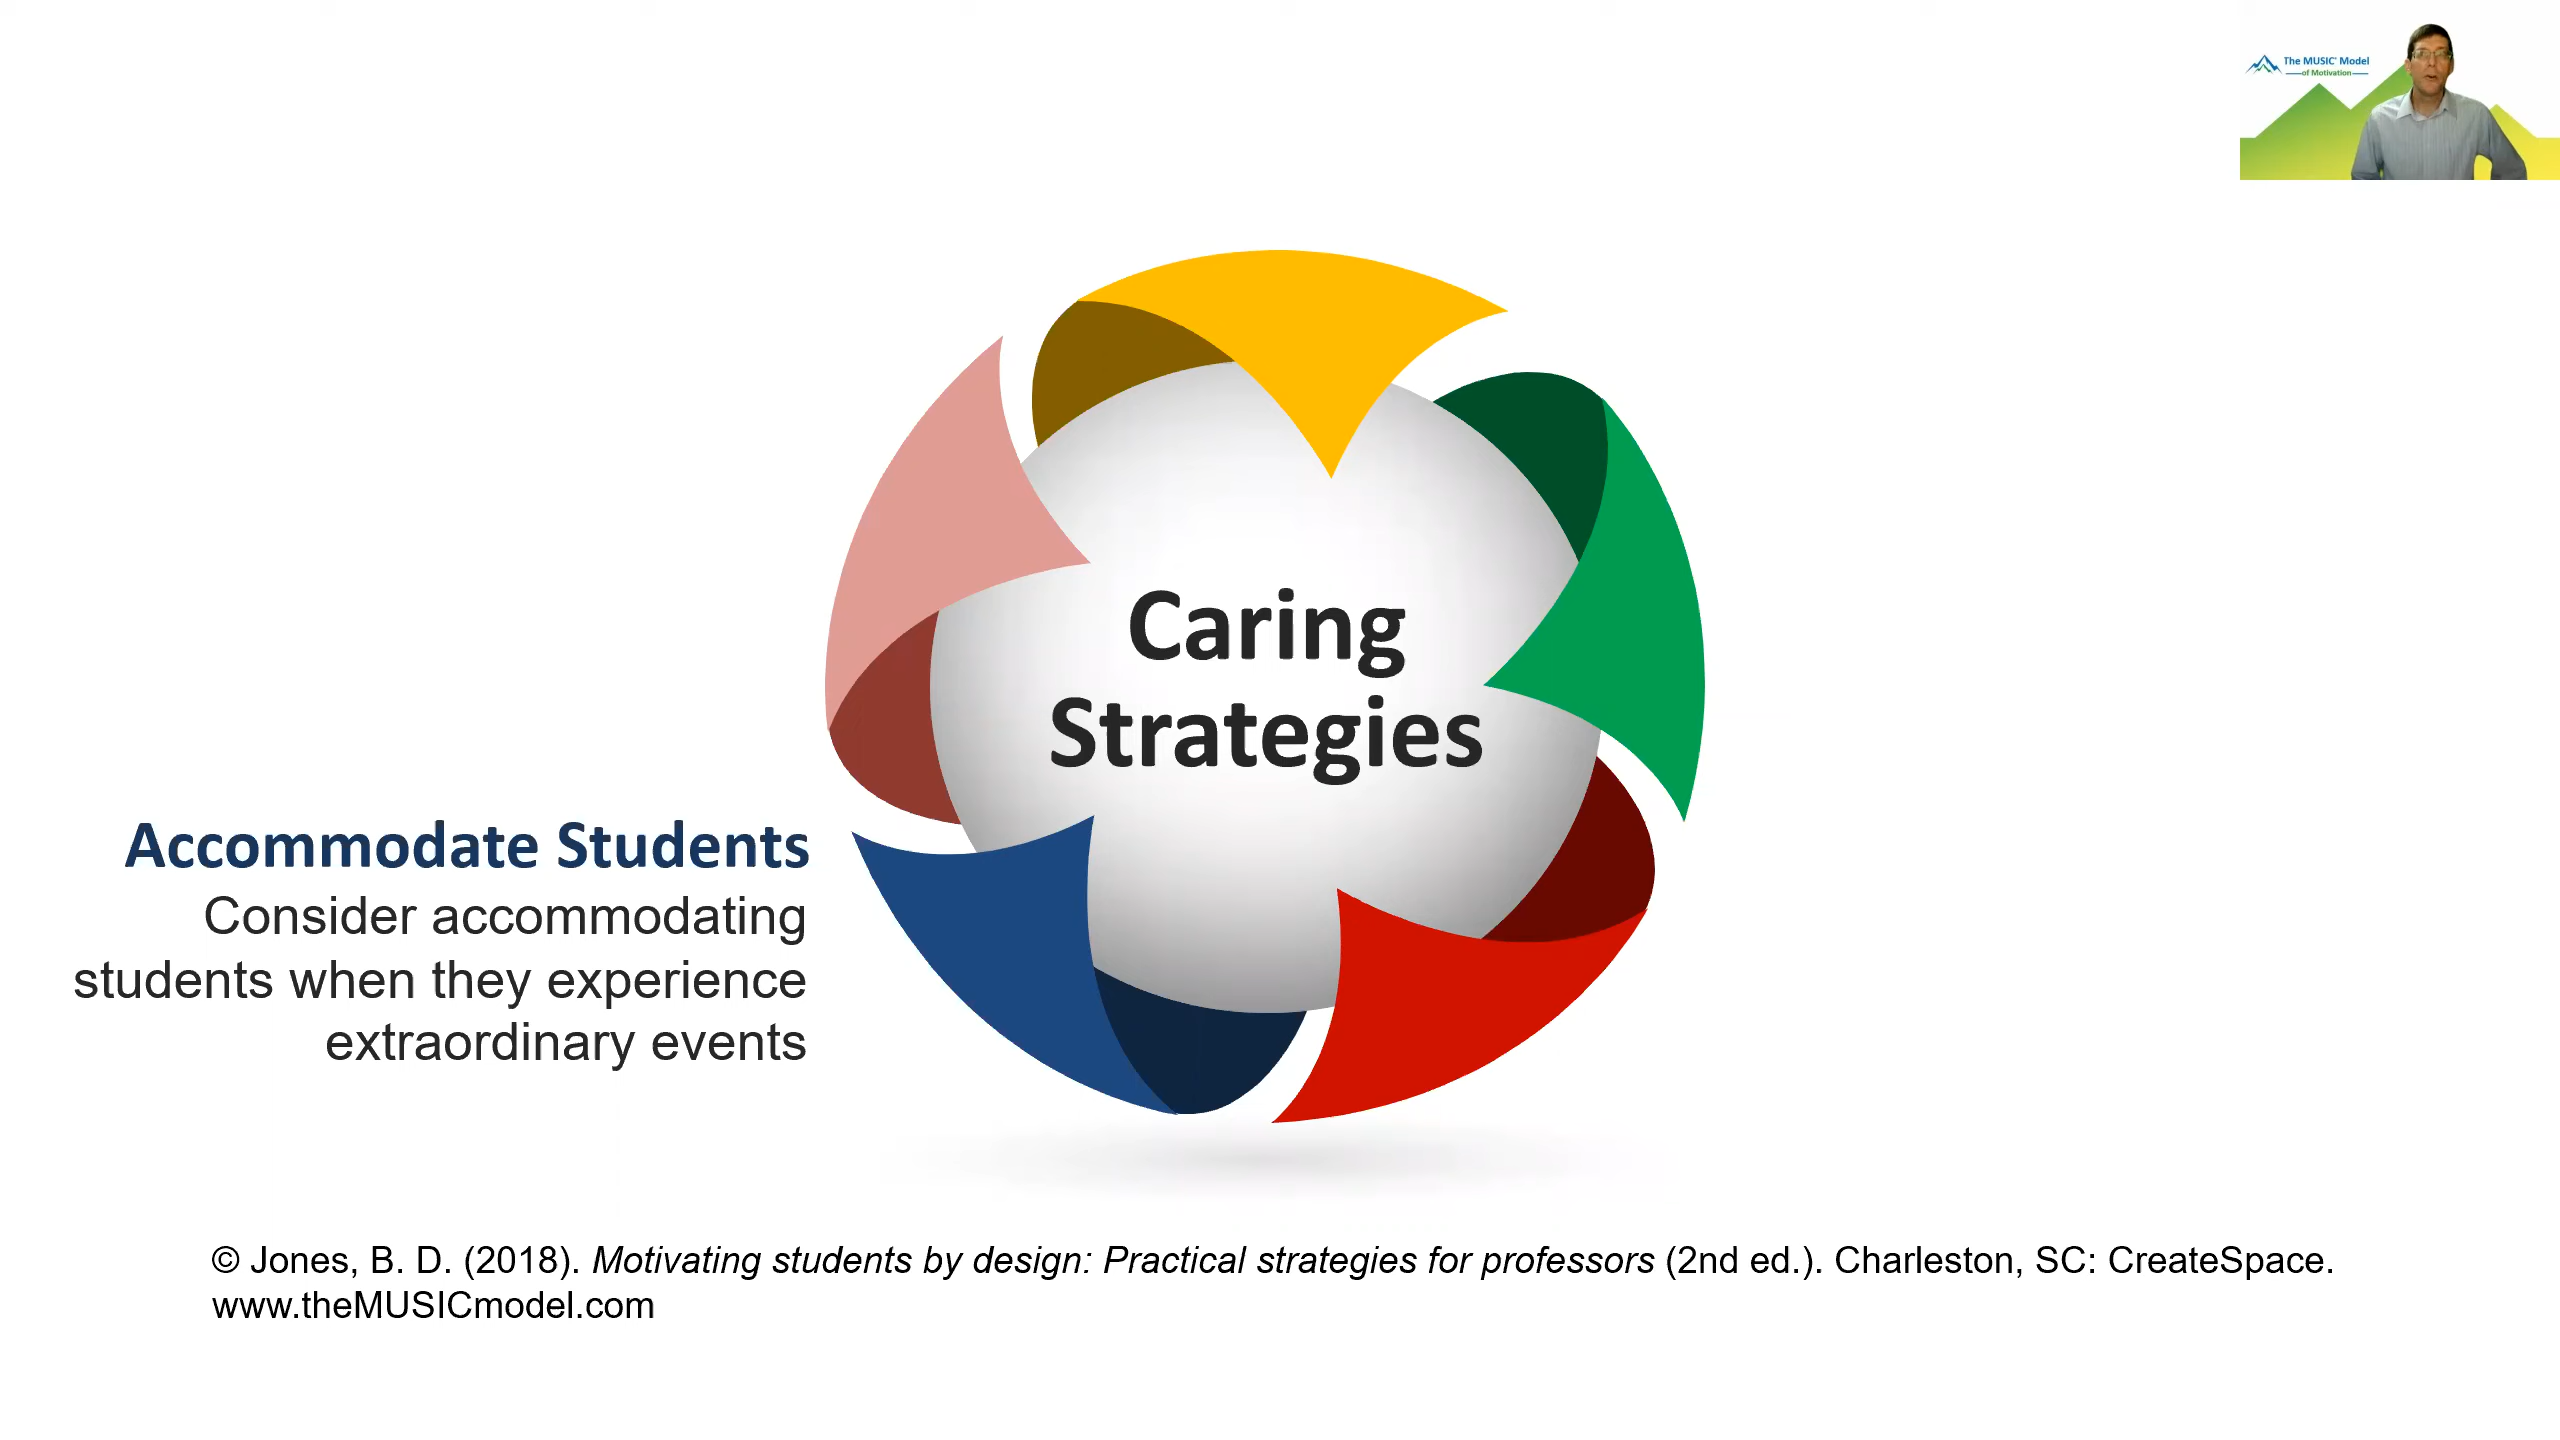 The MUSIC® Model
of Motivation
Caring
Strategies
Accommodate Students
Consider accommodating
students when they experience
extraordinary events
© Jones, B. D. (2018). Motivating students by design: Practical strategies for professors (2nd ed.). Charleston, SC: CreateSpace.
www.theMUSICmodel.com